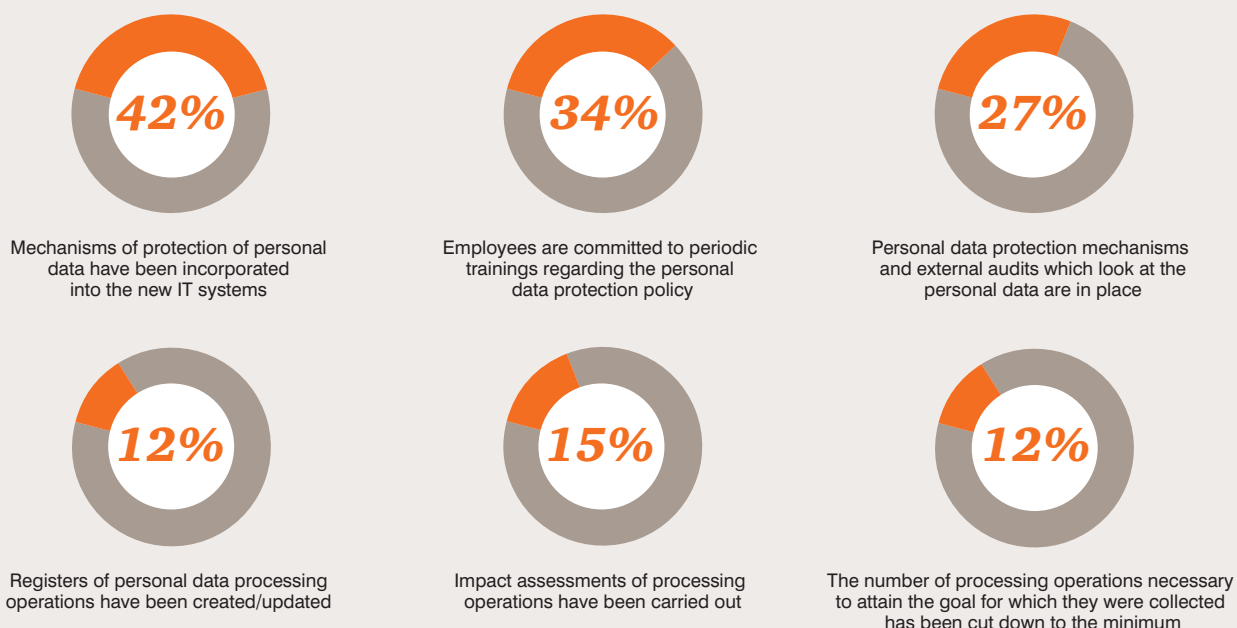 42%
34%
27%
Mechanisms of protection of personal
data have been incorporated
into the new IT systems
Employees are committed to periodic
trainings regarding the personal
data protection policy
Personal data protection mechanisms
and external audits which look at the
personal data are in place
12%
15%
12%
Registers of personal data processing
operations have been created/updated
Impact assessments of processing
operations have been carried out
The number of processing operations necessary
to attain the goal for which they were collected
has been cut down to the minimum